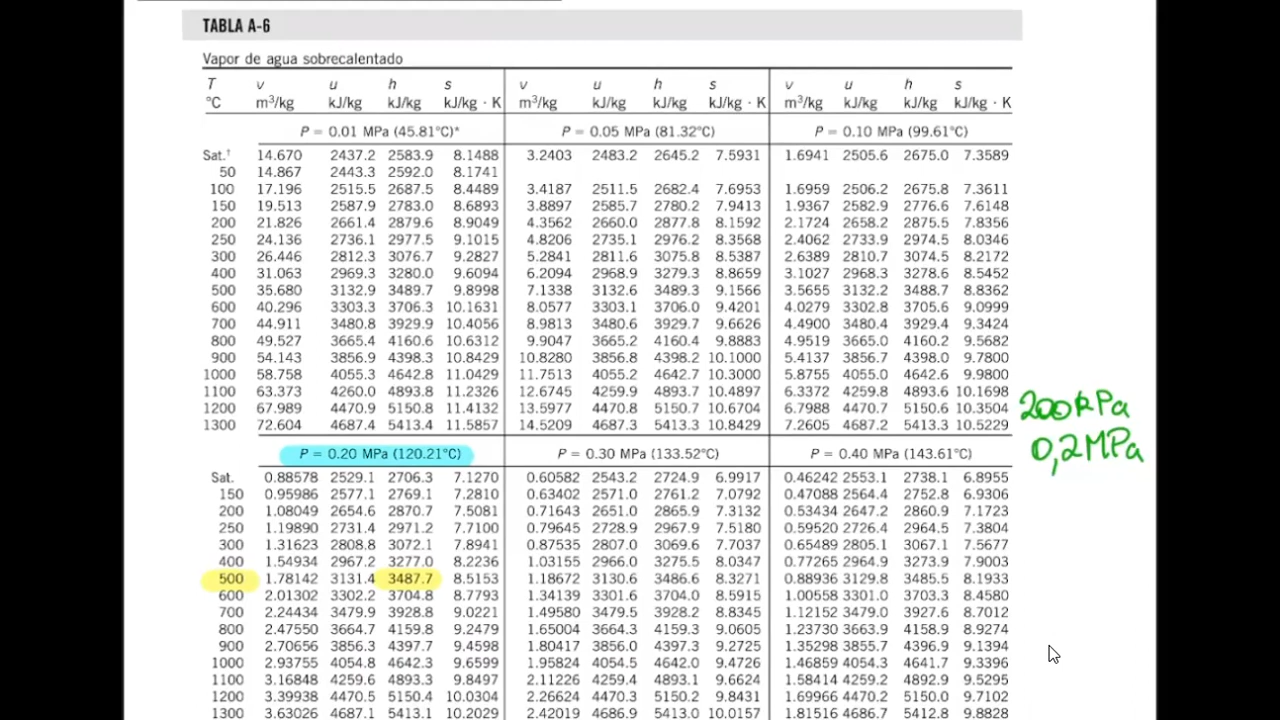 TABLA A-6
Vapor de agua sobrecalentado
T v u h s v u h s v u h s
°C m³/kg kJ/kg kJ/kg kJ/kg · K m³/kg kJ/kg kJ/kg kJ/kg · K m³/kg kJ/kg kJ/kg kJ/kg · K
P = 0.01 MPa (45.81°C)* P = 0.05 MPa (81.32°C) P = 0.10 MPa (99.61°C)
Sat.† 14.670 2437.2 2583.9 8.1488 3.2403 2483.2 2645.2 7.5931 1.6941 2505.6 2675.0 7.3589
50 14.867 2443.3 2592.0 8.1741
100 17.196 2515.5 2687.5 8.4489 3.4187 2511.5 2682.4 7.6953 1.6959 2506.2 2675.8 7.3611
150 19.513 2587.9 2783.0 8.6893 3.8897 2585.7 2780.2 7.9413 1.9367 2582.9 2776.6 7.6148
200 21.826 2661.4 2879.6 8.9049 4.3562 2660.0 2877.8 8.1592 2.1724 2658.2 2875.5 7.8356
250 24.136 2736.1 2977.5 9.1015 4.8206 2735.1 2976.2 8.3568 2.4062 2733.9 2974.5 8.0346
300 26.446 2812.3 3076.7 9.2827 5.2841 2811.6 3075.8 8.5387 2.6389 2810.7 3074.5 8.2172
400 31.063 2969.3 3280.0 9.6094 6.2094 2968.9 3279.3 8.8659 3.1027 2968.3 3278.6 8.5452
500 35.680 3132.9 3489.7 9.8998 7.1338 3132.6 3489.3 9.1566 3.5655 3132.2 3488.7 8.8362
600 40.296 3303.3 3706.3 10.1631 8.0577 3303.1 3706.0 9.4201 4.0279 3302.8 3705.6 9.0999
700 44.911 3480.8 3929.9 10.4056 8.9813 3480.6 3929.7 9.6626 4.4900 3480.4 3929.4 9.3424
800 49.527 3665.4 4160.6 10.6312 9.9047 3665.2 4160.4 9.8883 4.9519 3665.0 4160.2 9.5682
900 54.143 3856.9 4398.3 10.8429 10.8280 3856.8 4398.2 10.1000 5.4137 3856.7 4398.0 9.7800
1000 58.758 4055.3 4642.8 11.0429 11.7513 4055.2 4642.7 10.3000 5.8755 4055.0 4642.6 9.9800
1100 63.373 4260.0 4893.8 11.2326 12.6745 4259.9 4893.7 10.4897 6.3372 4259.8 4893.6 10.1698
1200 67.989 4470.9 5150.8 11.4132 13.5977 4470.8 5150.7 10.6704 6.7988 4470.7 5150.6 10.3504
1300 72.604 4687.4 5413.4 11.5857 14.5209 4687.3 5413.3 10.8429 7.2605 4687.2 5413.3 10.5229
200 kPa
0,2 MPa
P = 0.20 MPa (120.21°C) P = 0.30 MPa (133.52°C) P = 0.40 MPa (143.61°C)
Sat. 0.88578 2529.1 2706.3 7.1270 0.60582 2543.2 2724.9 6.9917 0.46242 2553.1 2738.1 6.8955
150 0.95986 2577.1 2769.1 7.2810 0.63402 2571.0 2761.2 7.0792 0.47088 2564.4 2752.8 6.9306
200 1.08049 2654.6 2870.7 7.5081 0.71643 2651.0 2865.9 7.3132 0.53434 2647.2 2860.9 7.1723
250 1.19890 2731.4 2971.2 7.7100 0.79645 2728.9 2967.9 7.5180 0.59520 2726.4 2964.5 7.3804
300 1.31623 2808.8 3072.1 7.8941 0.87535 2807.0 3069.6 7.7037 0.65489 2805.1 3067.1 7.5677
400 1.54934 2967.2 3277.0 8.2236 1.03155 2966.0 3275.5 8.0347 0.77265 2964.9 3273.9 7.9003
500 1.78142 3131.4 3487.7 8.5153 1.18672 3130.6 3486.6 8.3271 0.88936 3129.8 3485.5 8.1933
600 2.01302 3302.2 3704.8 8.7793 1.34139 3301.6 3704.0 8.5915 1.00558 3301.0 3703.3 8.4580
700 2.24434 3479.9 3928.8 9.0221 1.49580 3479.5 3928.2 8.8345 1.12152 3479.0 3927.6 8.7012
800 2.47550 3664.7 4159.8 9.2479 1.65004 3664.3 4159.3 9.0605 1.23730 3663.9 4158.9 8.9274
900 2.70656 3856.3 4397.7 9.4598 1.80417 3856.0 4397.3 9.2725 1.35298 3855.7 4396.9 9.1394
1000 2.93755 4054.8 4642.3 9.6599 1.95824 4054.5 4642.0 9.4726 1.46859 4054.3 4641.7 9.3396
1100 3.16848 4259.6 4893.3 9.8497 2.11226 4259.4 4893.1 9.6624 1.58414 4259.2 4892.9 9.5295
1200 3.39938 4470.5 5150.4 10.0304 2.26624 4470.3 5150.2 9.8431 1.69966 4470.2 5150.0 9.7102
1300 3.63026 4687.1 5413.1 10.2029 2.42019 4686.9 5413.0 10.0157 1.81516 4686.7 5412.8 9.8828